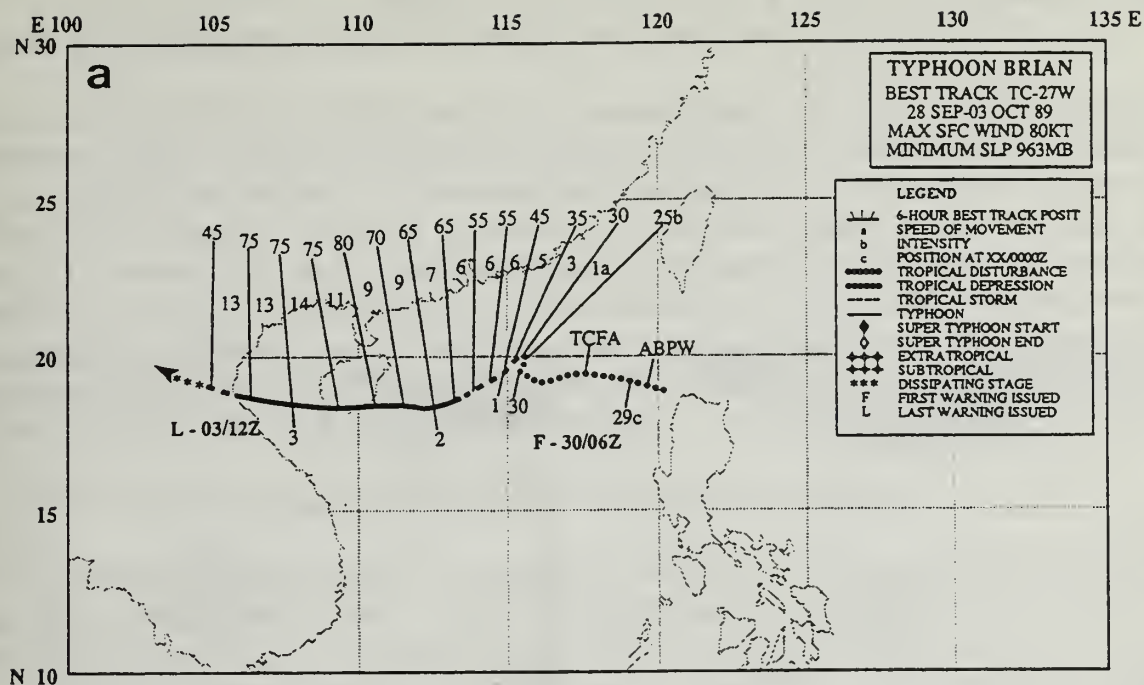 E 100 105 110 115 120 125 130 135 E
N 30
a
TYPHOON BRIAN
BEST TRACK TC-27W
28 SEP-03 OCT 89
MAX SFC WIND 80KT
MINIMUM SLP 963MB
LEGEND
6-HOUR BEST TRACK POSIT
a SPEED OF MOVEMENT
b INTENSITY
c POSITION AT XX/0000Z
TROPICAL DISTURBANCE
TROPICAL DEPRESSION
TROPICAL STORM
TYPHOON
SUPER TYPHOON START
SUPER TYPHOON END
EXTRATROPICAL
SUBTROPICAL
*** DISSIPATING STAGE
F FIRST WARNING ISSUED
L LAST WARNING ISSUED
25
45 75 75 75 80 70 65 65 55 55 45 35 30 25b
13 13 14 11 9 9 7 6 6 6 5 3 1a
20
TCFA
ABPW
29c
1 30
L - 03/12Z 3 2 F - 30/06Z
15
N 10